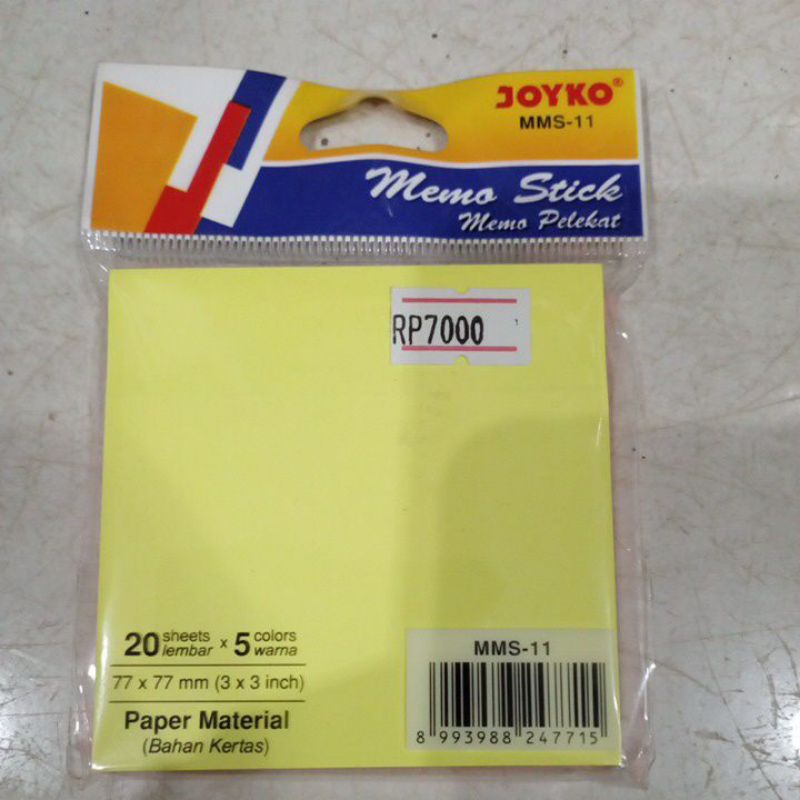 JOYKO®
MMS-11
Memo Stick
Memo Pelekat
RP7000
20 sheets lembar x 5 colors warna
77 x 77 mm (3 x 3 inch)
Paper Material
(Bahan Kertas)
MMS-11
8 993988 247715